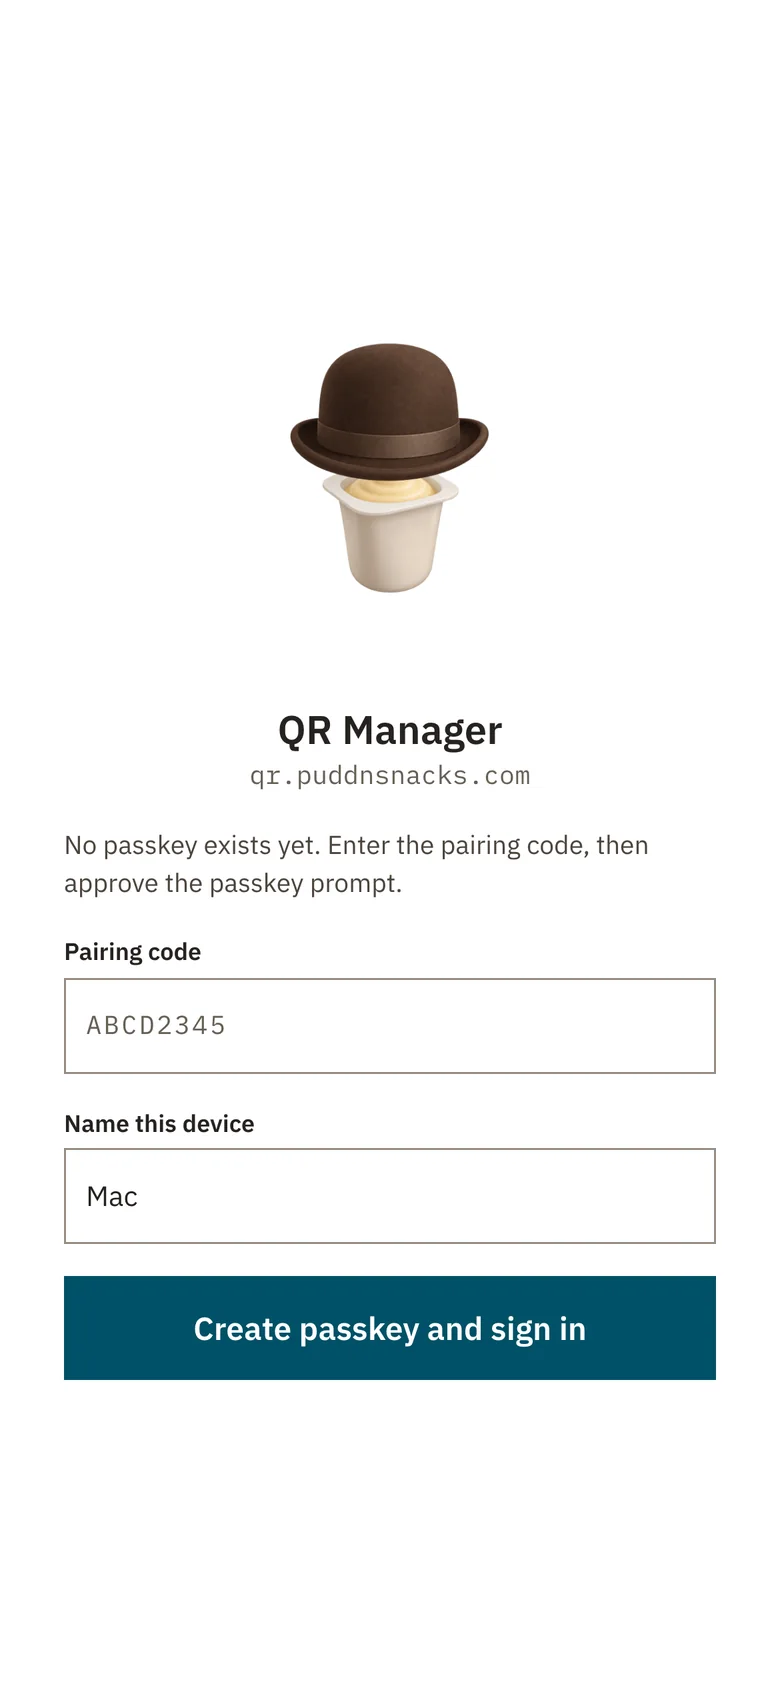 QR Manager
qr.puddnsnacks.com
No passkey exists yet. Enter the pairing code, then
approve the passkey prompt.
Pairing code
ABCD2345
Name this device
Mac
Create passkey and sign in